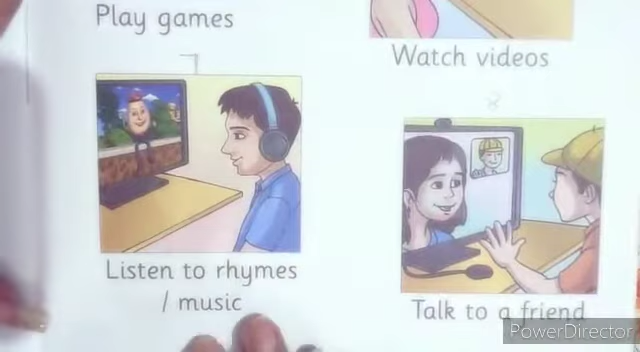 Play games
Watch videos
Listen to rhymes
/ music
Talk to a friend
PowerDirector